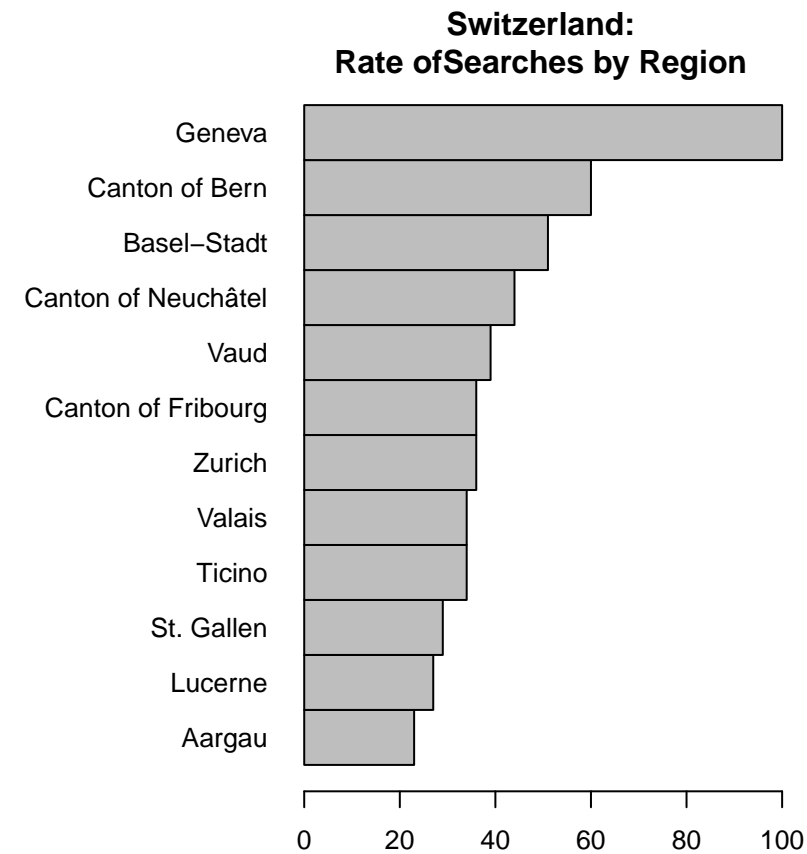 Switzerland:
Rate ofSearches by Region
Geneva
Canton of Bern
Basel−Stadt
Canton of Neuchâtel
Vaud
Canton of Fribourg
Zurich
Valais
Ticino
St. Gallen
Lucerne
Aargau
0 20 40 60 80 100